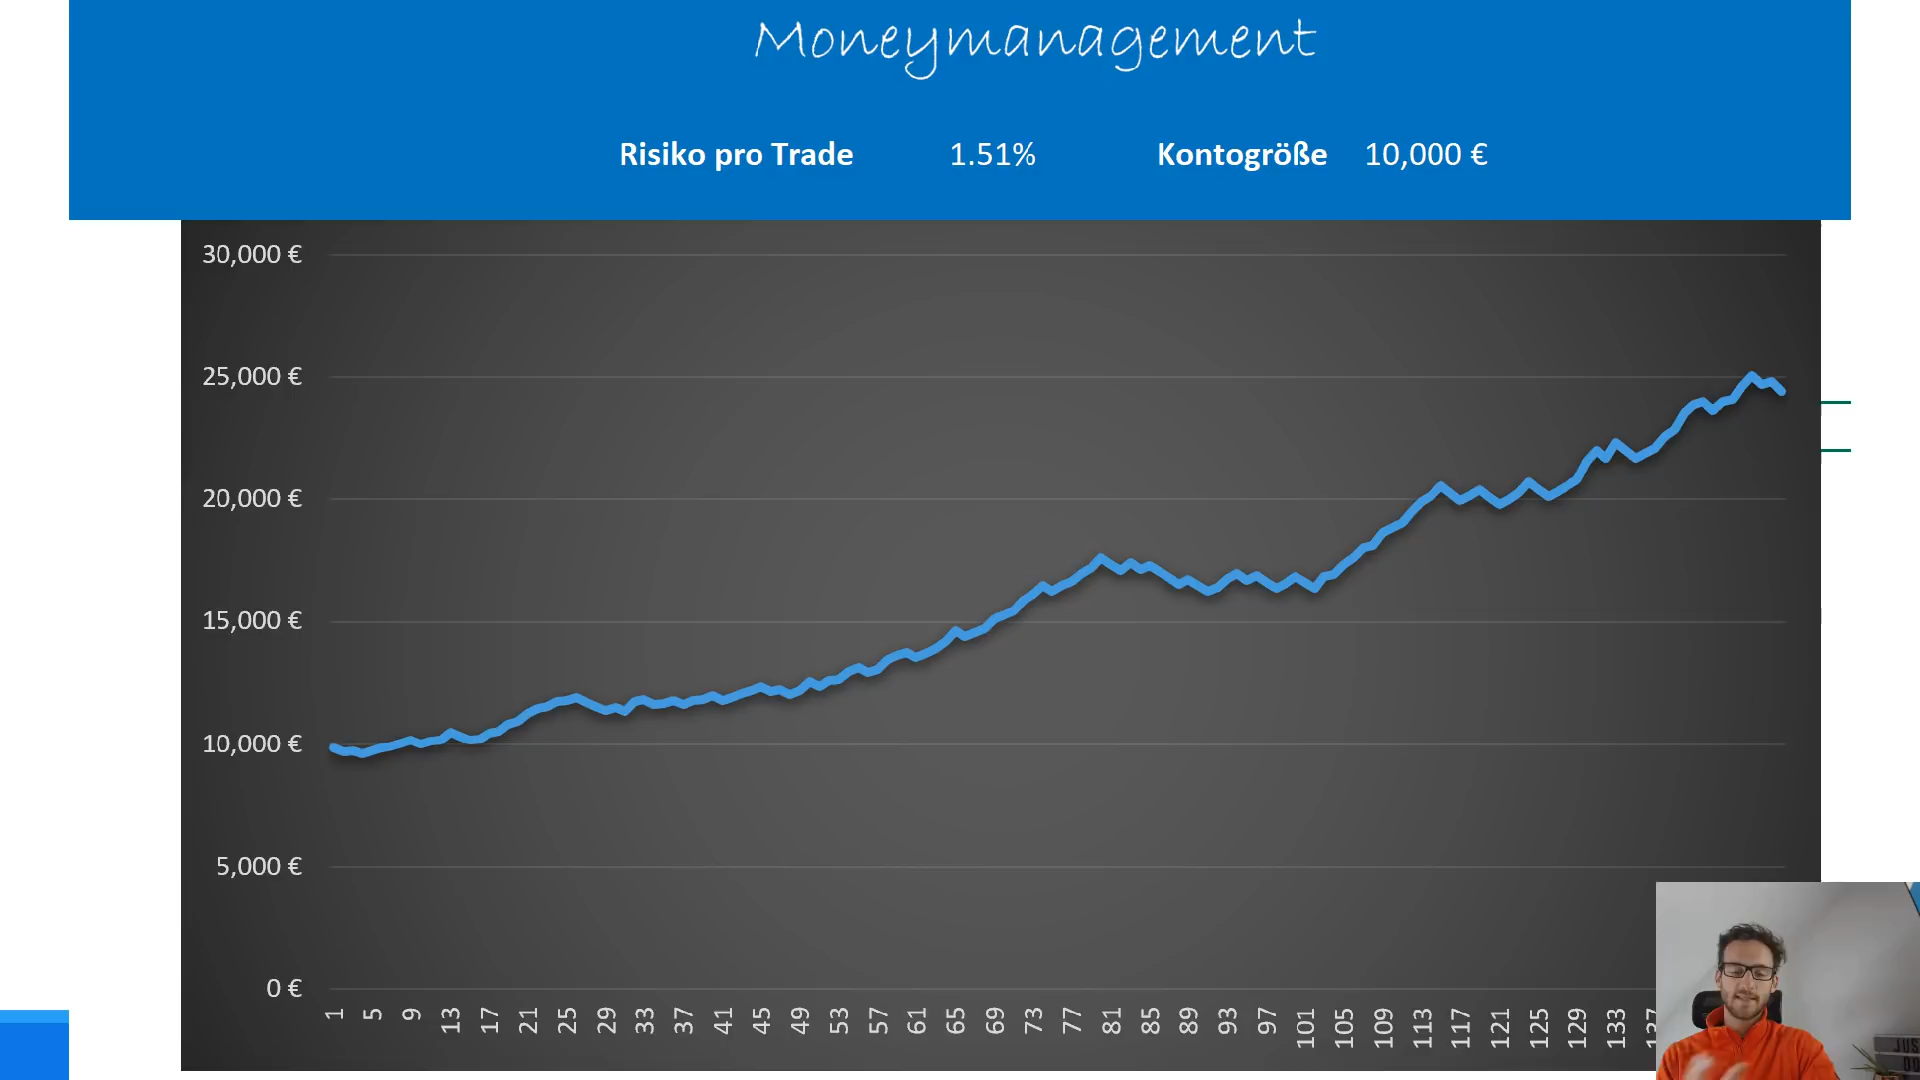 Moneymanagement
Risiko pro Trade 1.51% Kontogröße 10,000 €
30,000 €
25,000 €
20,000 €
15,000 €
10,000 €
5,000 €
0 €
1 5 9 13 17 21 25 29 33 37 41 45 49 53 57 61 65 69 73 77 81 85 89 93 97 101 105 109 113 117 121 125 129 133
JUS
DO